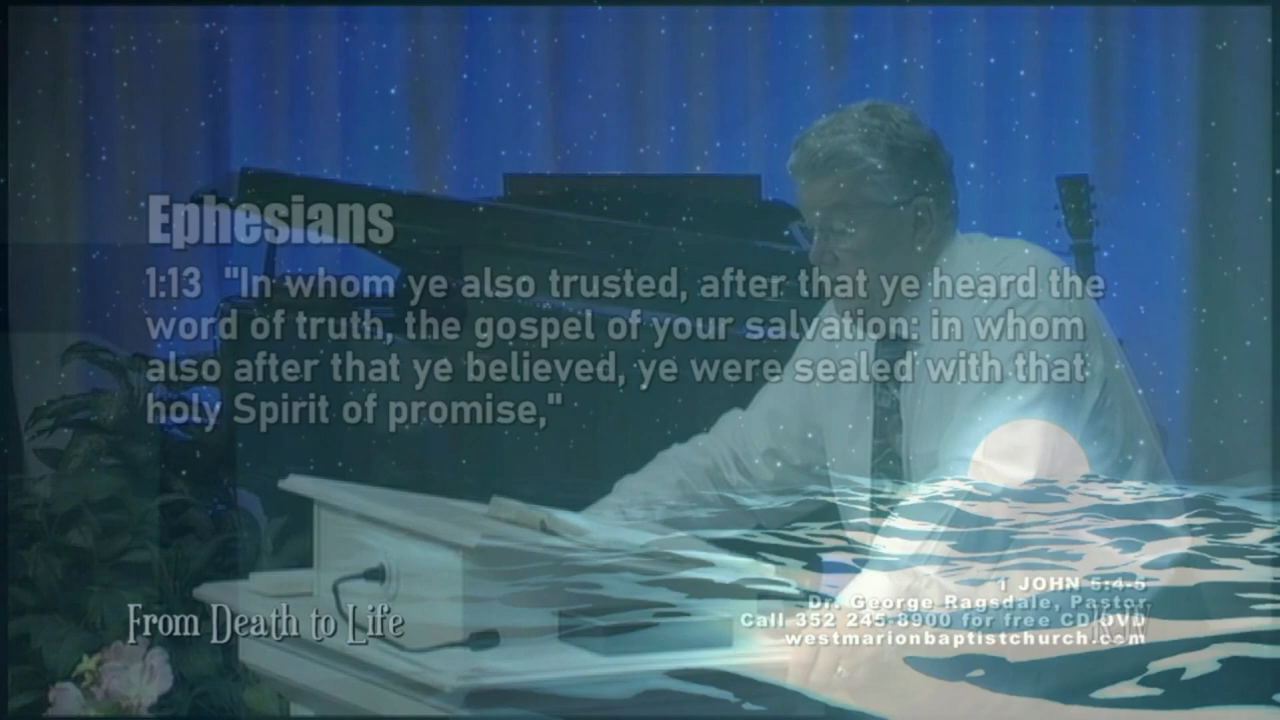 Ephesians
1:13 "In whom ye also trusted, after that ye heard the
word of truth, the gospel of your salvation: in whom
also after that ye believed, ye were sealed with that
holy Spirit of promise,"
From Death to Life
1 JOHN 5:4-5
Dr. George Ragsdale, Pastor
Call 352 245-8900 for free CD/DVD
westmarionbaptistchurch.com